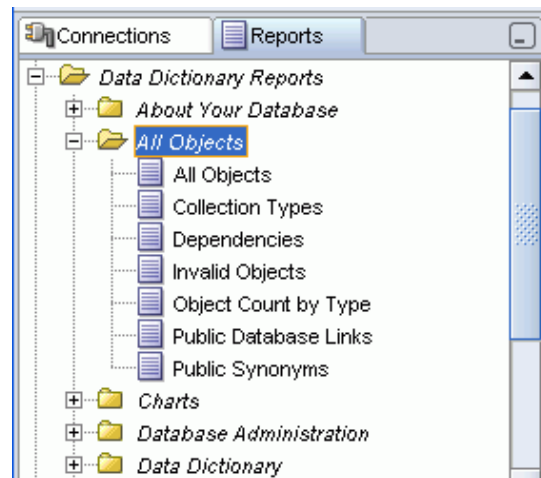 Connections Reports
Data Dictionary Reports
About Your Database
All Objects
All Objects
Collection Types
Dependencies
Invalid Objects
Object Count by Type
Public Database Links
Public Synonyms
Charts
Database Administration
Data Dictionary